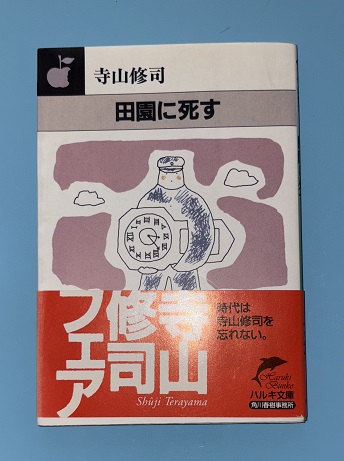 寺山修司
田園に死す
寺山
修司
フェア
Shūji Terayama
時代は
寺山修司を
忘れない。
Haruki
Bunko
ハルキ文庫
角川春樹事務所